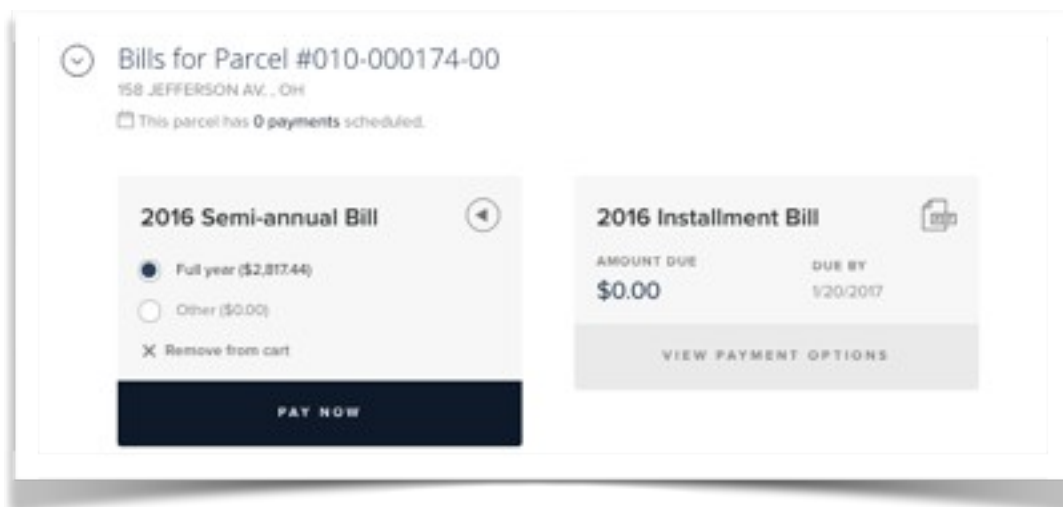 Bills for Parcel #010-000174-00
158 JEFFERSON AV, , OH
This parcel has 0 payments scheduled.
2016 Semi-annual Bill
Full year ($2,817.44)
Other ($0.00)
Remove from cart
PAY NOW
2016 Installment Bill
AMOUNT DUE
$0.00
DUE BY
1/20/2017
VIEW PAYMENT OPTIONS